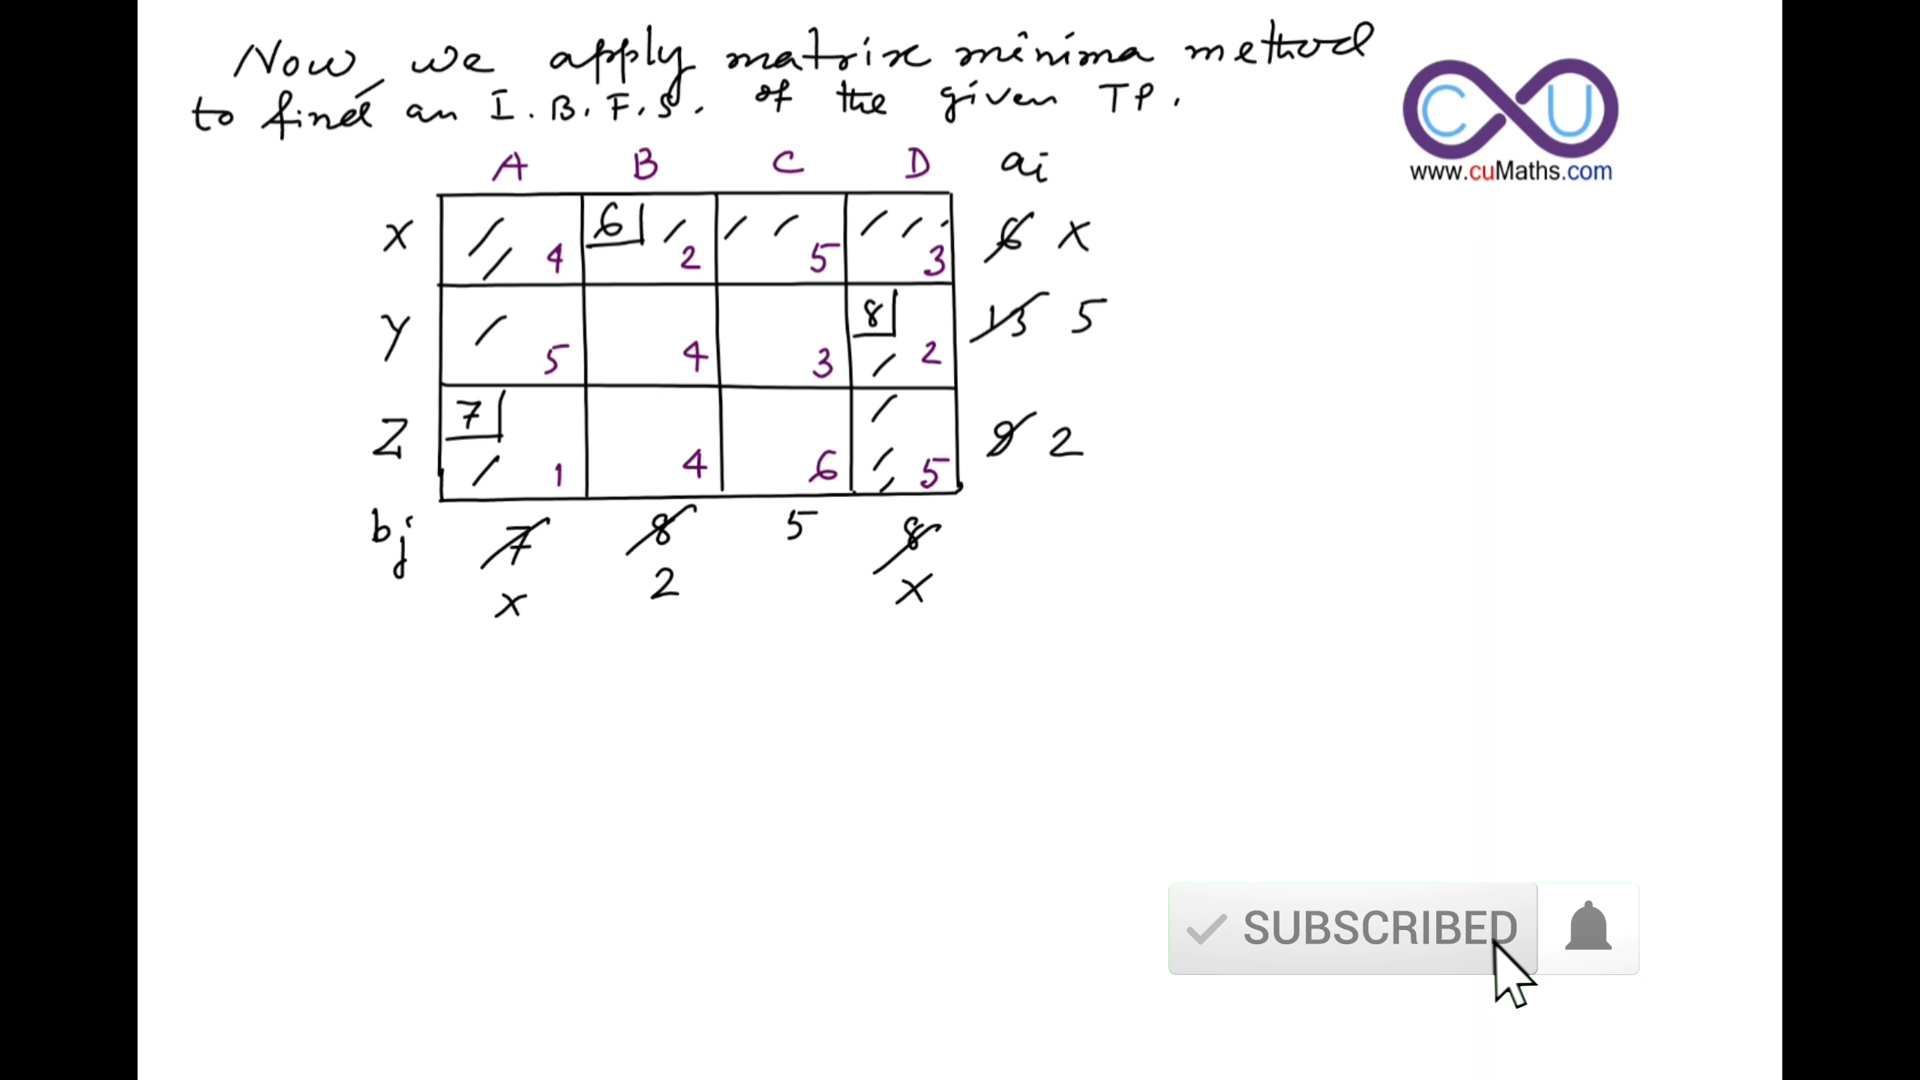 Now, we apply matrix minima method
to find an I.B.F.S. of the given TP.
C U
www.cuMaths.com
A B C D ai
X 4 6 2 5 3 6 x
Y 5 4 3 8 2 13 5
Z 7 1 4 6 5 9 2
bj 7 8 5 8
x 2 x
SUBSCRIBED